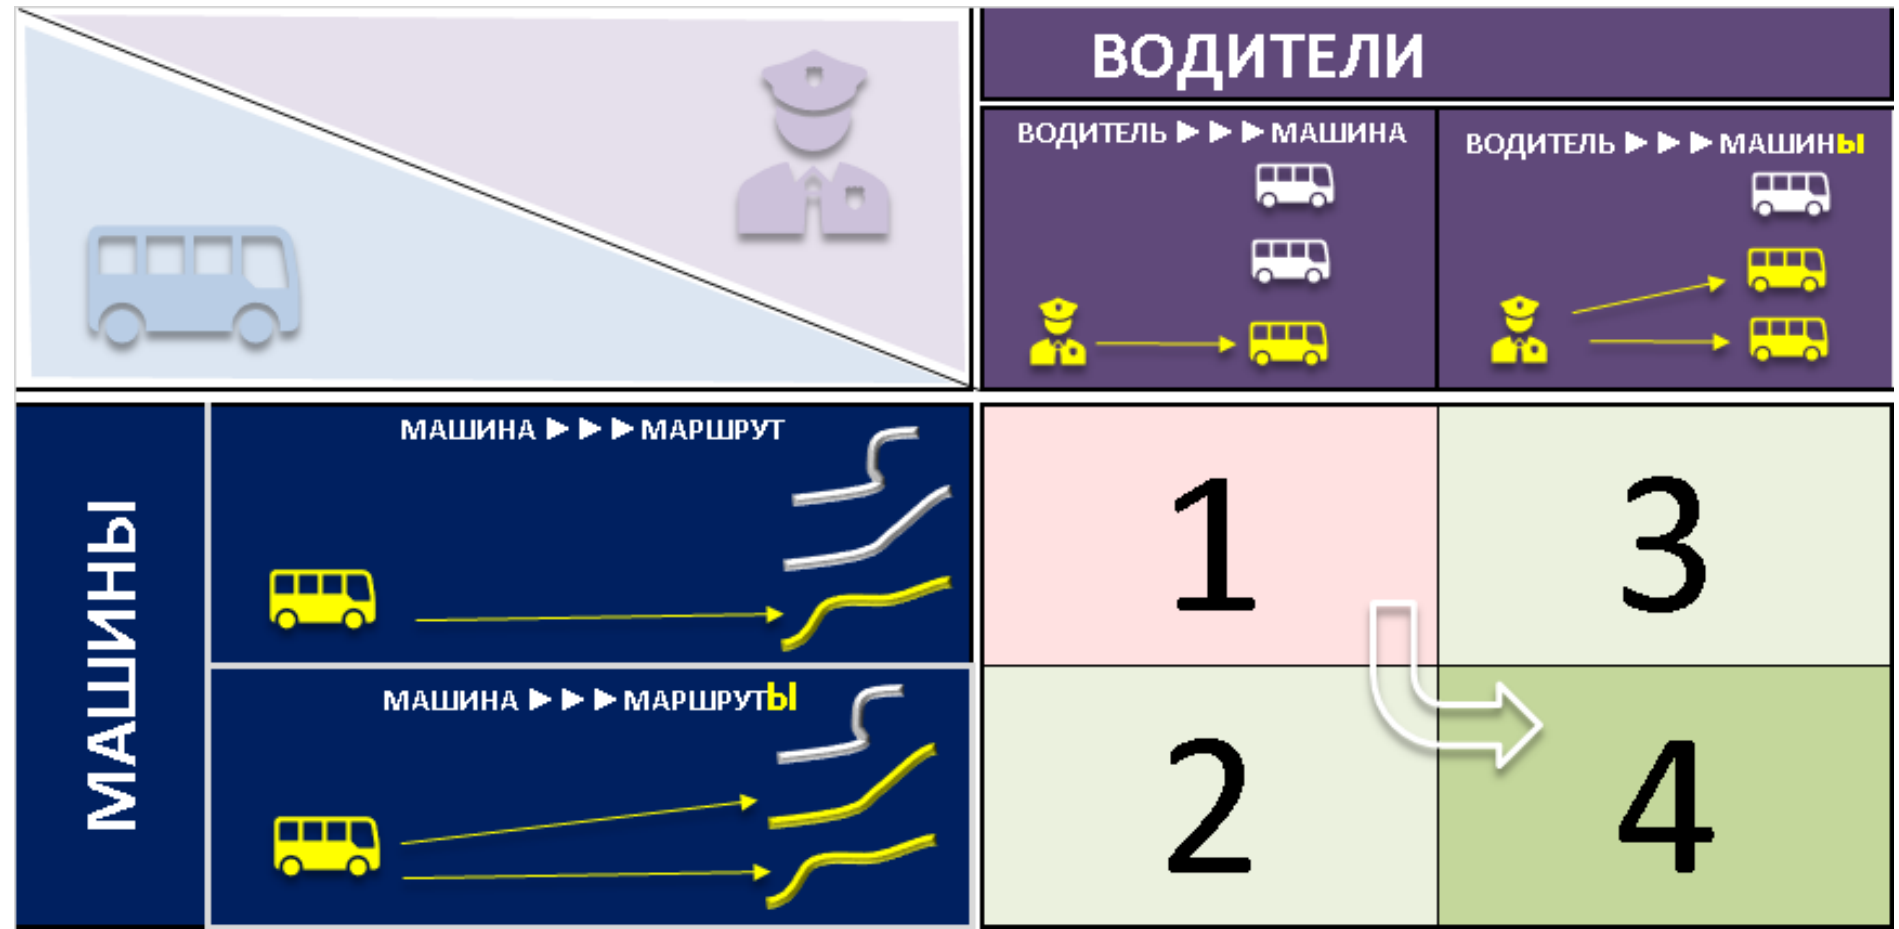 ВОДИТЕЛИ
ВОДИТЕЛЬ ►►► МАШИНА
ВОДИТЕЛЬ ►►► МАШИНЫ
МАШИНЫ
МАШИНА ►►► МАРШРУТ
1
3
МАШИНА ►►► МАРШРУТЫ
2
4